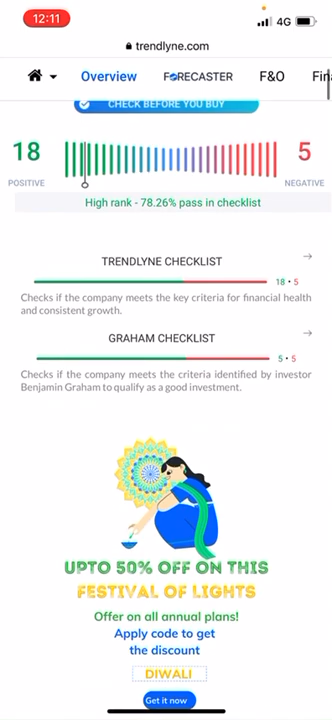 12:11
4G
trendlyne.com
Overview
FORECASTER
F&O
Fin
CHECK BEFORE YOU BUY
18
5
POSITIVE
NEGATIVE
High rank - 78.26% pass in checklist
TRENDLYNE CHECKLIST
18 • 5
Checks if the company meets the key criteria for financial health
and consistent growth.
GRAHAM CHECKLIST
5 • 5
Checks if the company meets the criteria identified by investor
Benjamin Graham to qualify as a good investment.
UPTO 50% OFF ON THIS
FESTIVAL OF LIGHTS
Offer on all annual plans!
Apply code to get
the discount
DIWALI
Get it now